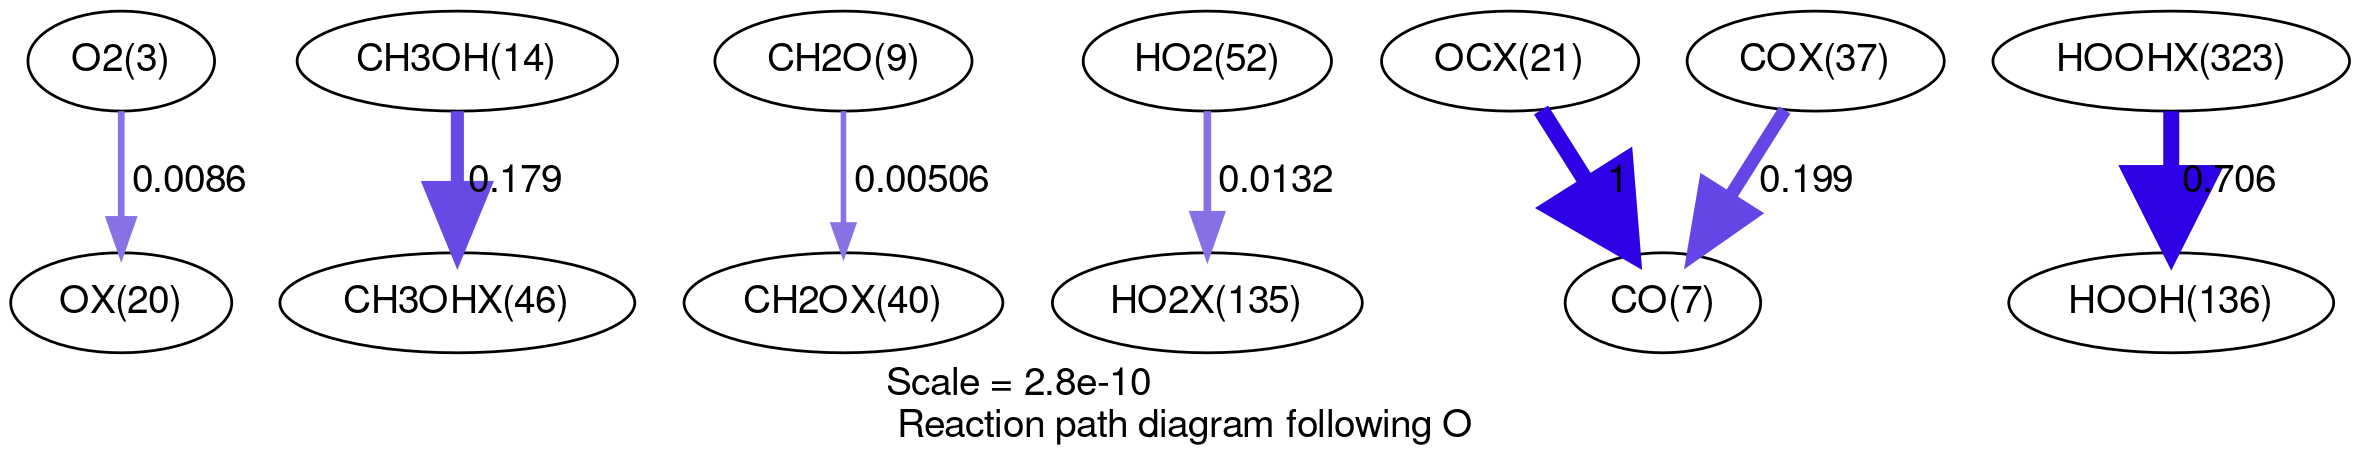 O2(3) CH3OH(14) CH2O(9) HO2(52) OCX(21) COX(37) HOOHX(323)
0.0086 0.179 0.00506 0.0132 1 0.199 0.706
OX(20) CH3OHX(46) CH2OX(40) HO2X(135) CO(7) HOOH(136)
Scale = 2.8e-10
Reaction path diagram following O